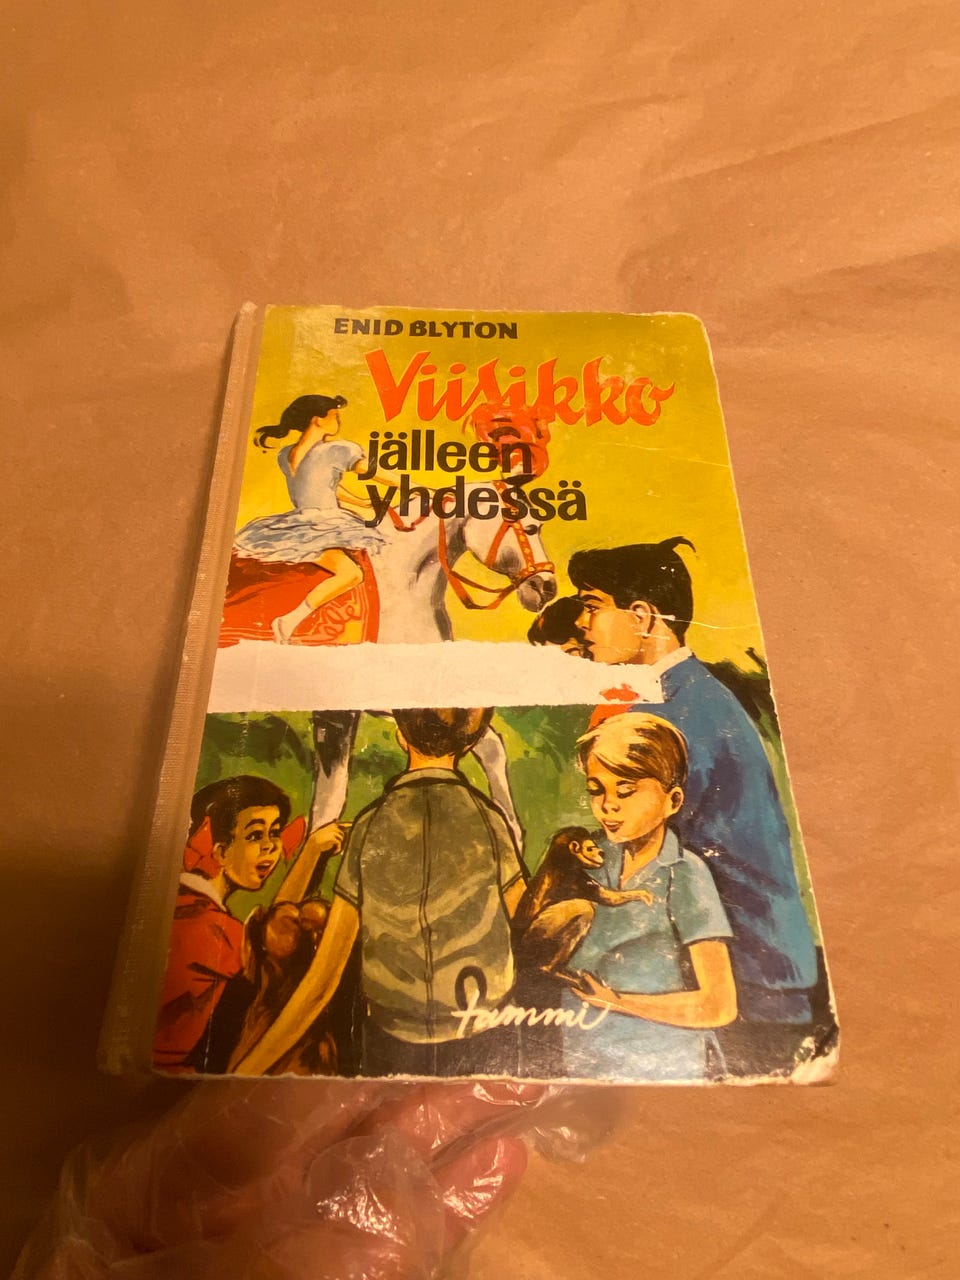 ENID BLYTON
Viisikko
jälleen
yhdessä
tammi